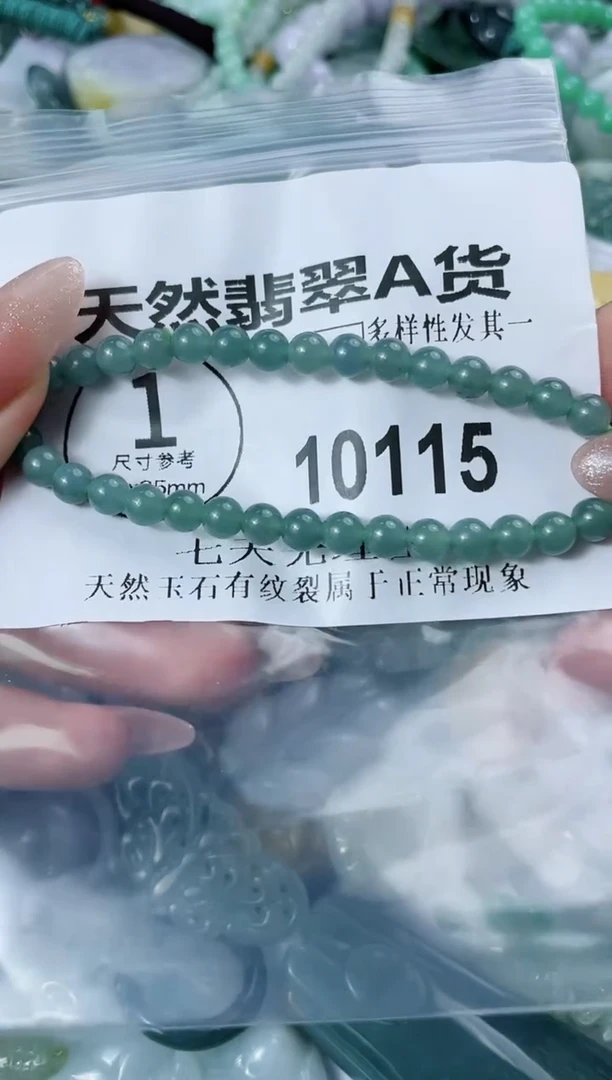 天然翡翠A货
多样性发其一
1
尺寸参考
10115
天然玉石有纹裂属于正常现象